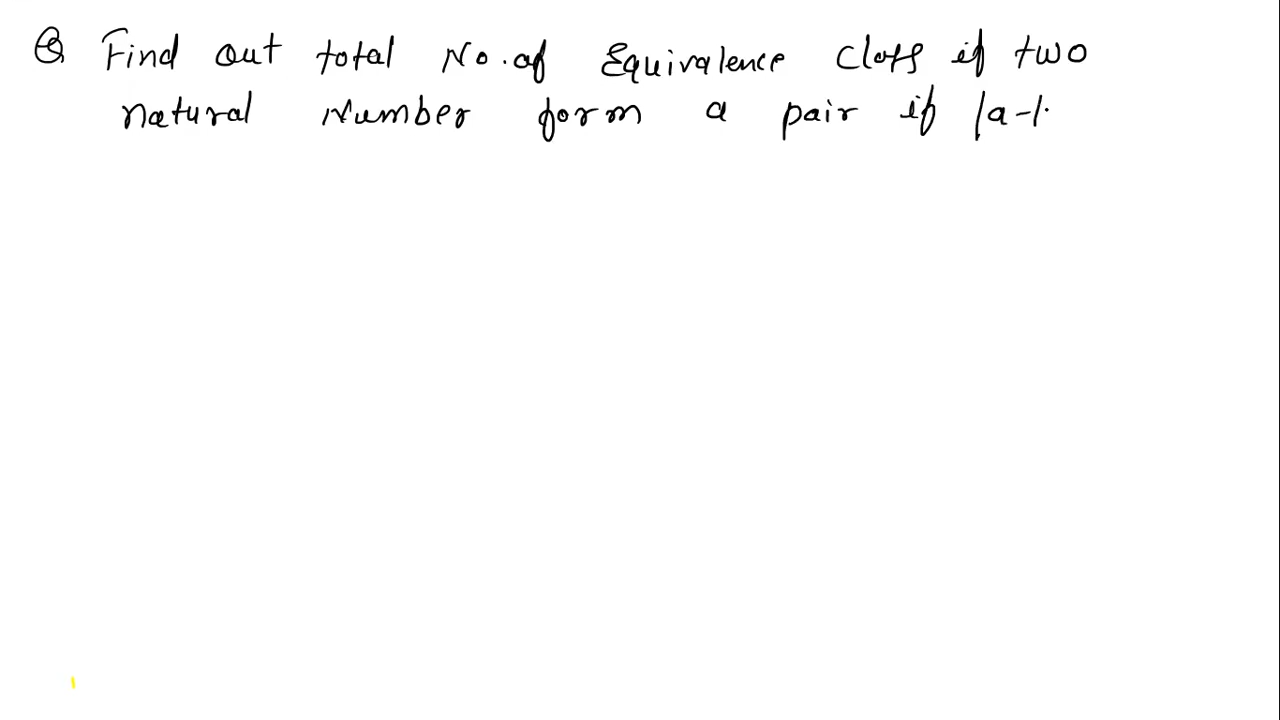 Q Find out total No. of Equivalence Class if two
natural Number form a pair if |a-